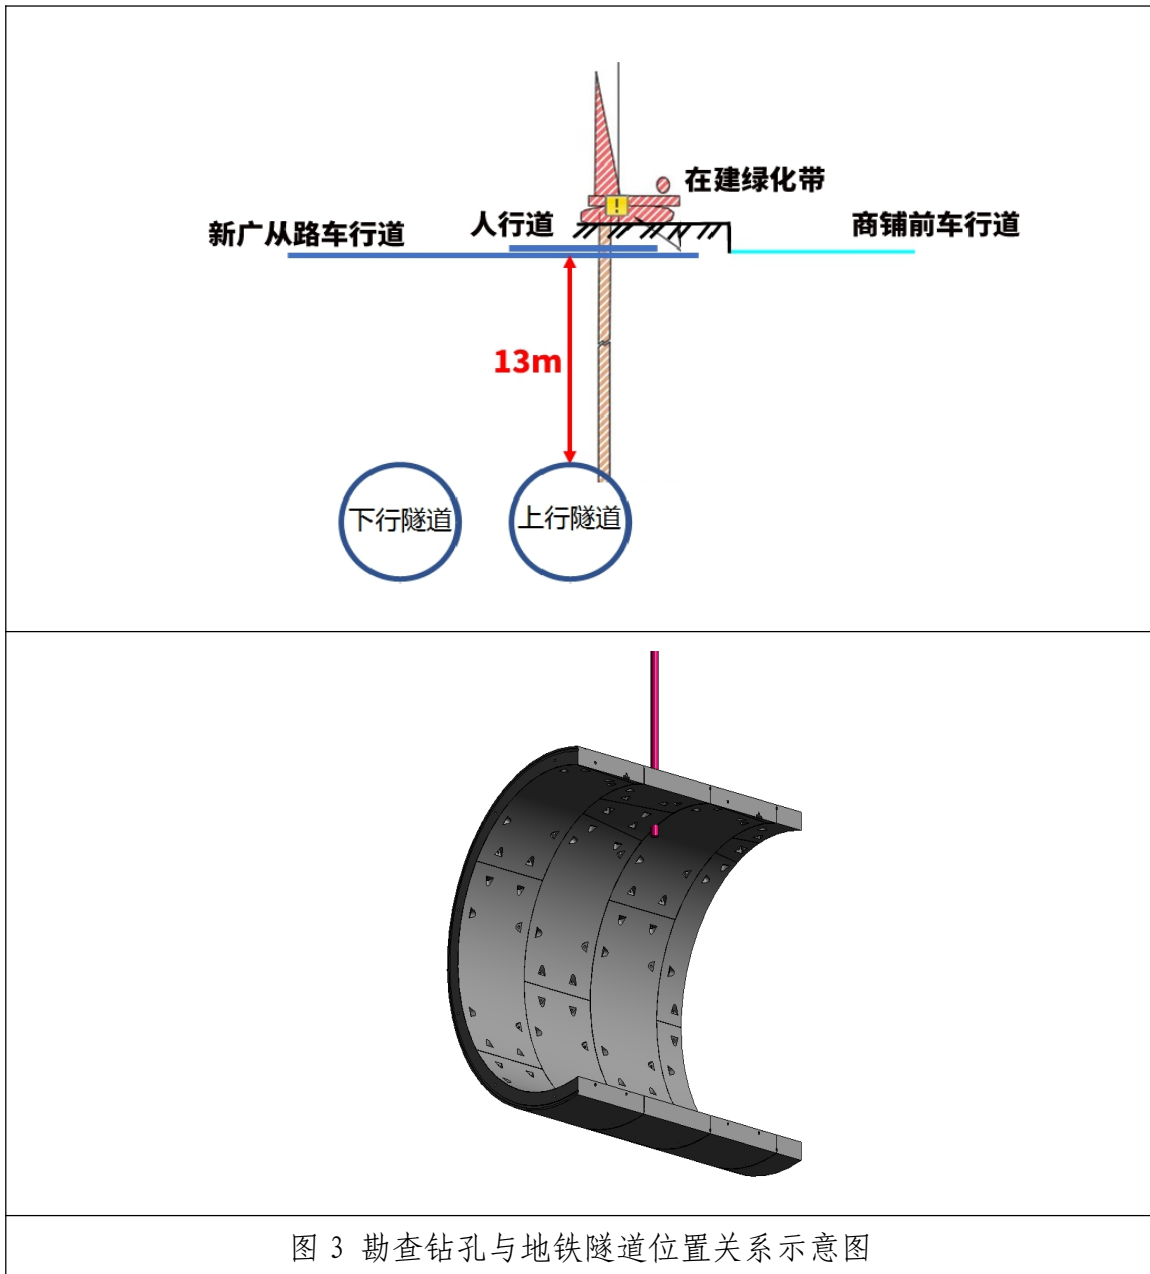 在建绿化带
新广从路车行道
人行道
商铺前车行道
!
13m
下行隧道
上行隧道
图 3 勘查钻孔与地铁隧道位置关系示意图